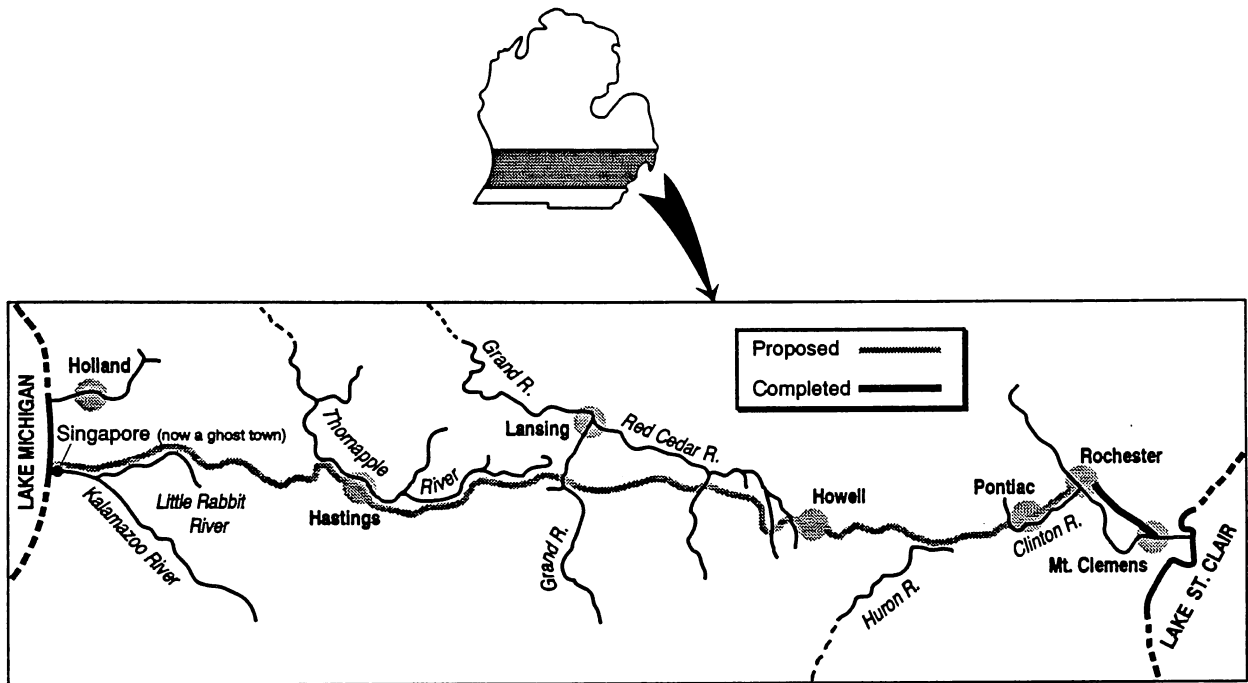 Proposed
Completed
Holland
LAKE MICHIGAN
Singapore (now a ghost town)
Kalamazoo River
Little Rabbit
River
Thornapple
River
Hastings
Grand R.
Lansing
Red Cedar R.
Grand R.
Howell
Huron R.
Pontiac
Clinton R.
Rochester
Mt. Clemens
LAKE ST. CLAIR